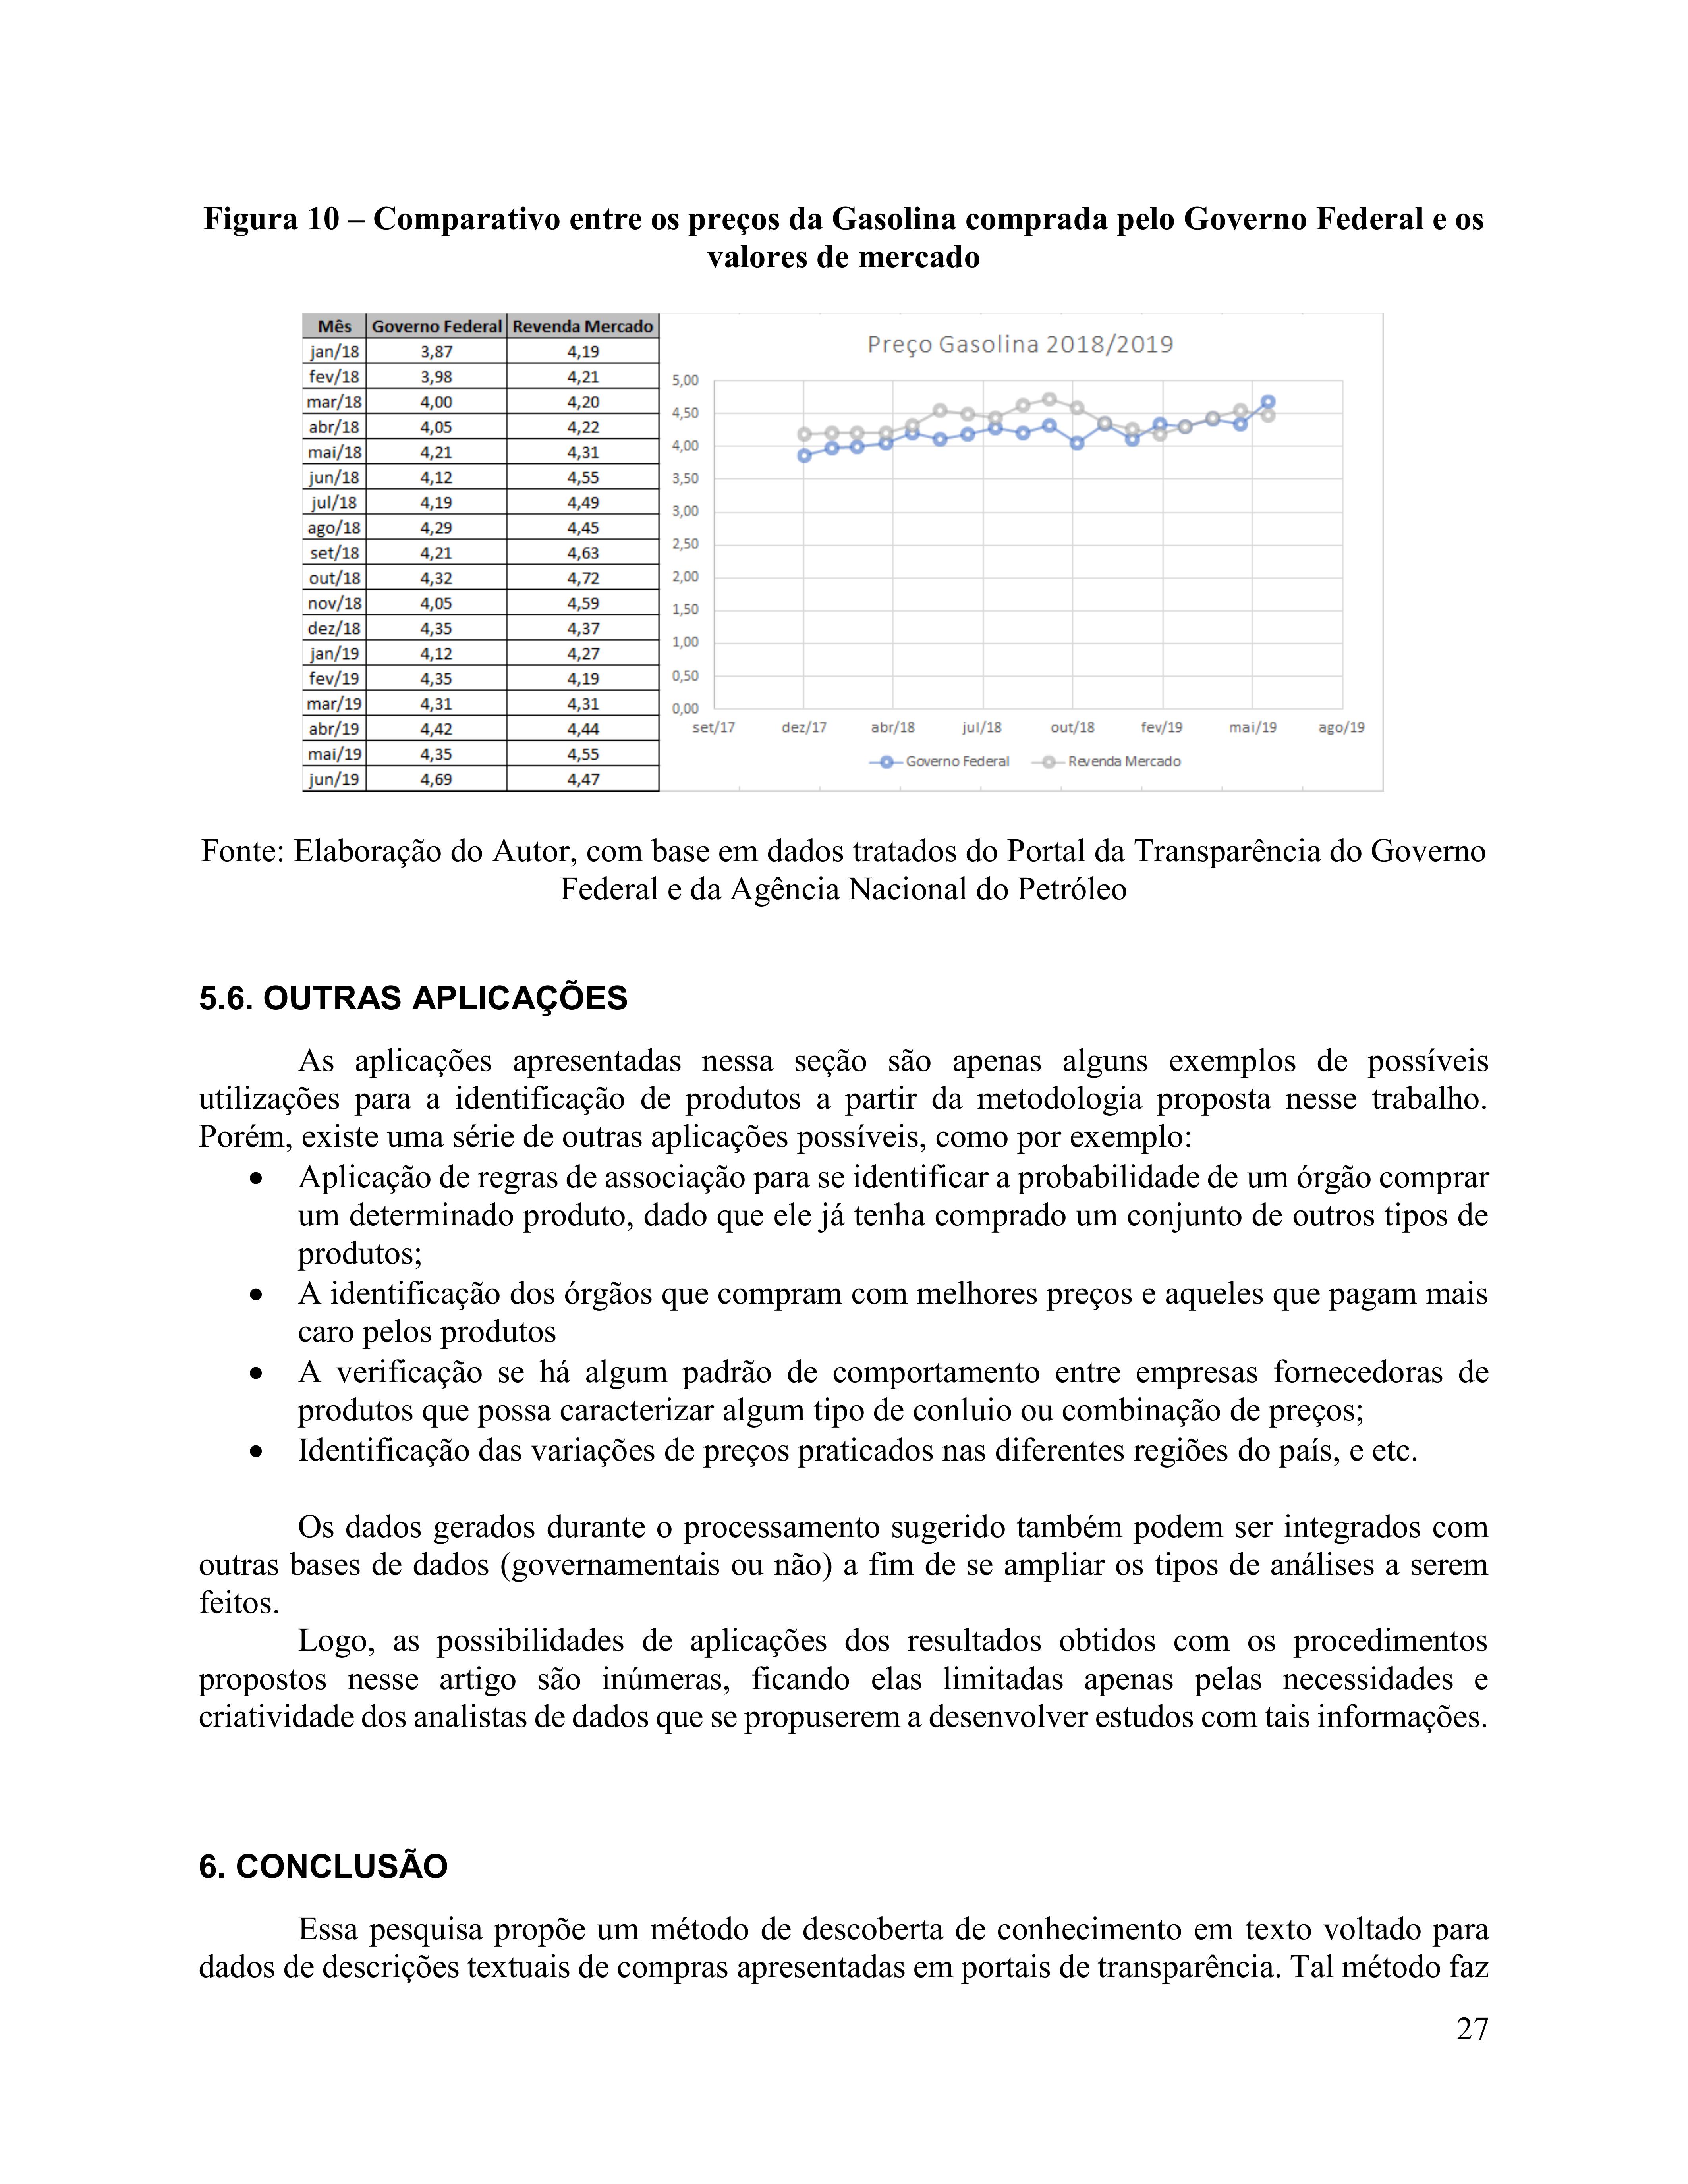 Figura 10 – Comparativo entre os preços da Gasolina comprada pelo Governo Federal e os
valores de mercado
Mês Governo Federal Revenda Mercado
jan/18 3,87 4,19
fev/18 3,98 4,21
mar/18 4,00 4,20
abr/18 4,05 4,22
mai/18 4,21 4,31
jun/18 4,12 4,55
jul/18 4,19 4,49
ago/18 4,29 4,45
set/18 4,21 4,63
out/18 4,32 4,72
nov/18 4,05 4,59
dez/18 4,35 4,37
jan/19 4,12 4,27
fev/19 4,35 4,19
mar/19 4,31 4,31
abr/19 4,42 4,44
mai/19 4,35 4,55
jun/19 4,69 4,47
Preço Gasolina 2018/2019
5,00
4,50
4,00
3,50
3,00
2,50
2,00
1,50
1,00
0,50
0,00
set/17 dez/17 abr/18 jul/18 out/18 fev/19 mai/19 ago/19
Governo Federal Revenda Mercado
Fonte: Elaboração do Autor, com base em dados tratados do Portal da Transparência do Governo
Federal e da Agência Nacional do Petróleo
5.6. OUTRAS APLICAÇÕES
As aplicações apresentadas nessa seção são apenas alguns exemplos de possíveis
utilizações para a identificação de produtos a partir da metodologia proposta nesse trabalho.
Porém, existe uma série de outras aplicações possíveis, como por exemplo:
• Aplicação de regras de associação para se identificar a probabilidade de um órgão comprar
um determinado produto, dado que ele já tenha comprado um conjunto de outros tipos de
produtos;
• A identificação dos órgãos que compram com melhores preços e aqueles que pagam mais
caro pelos produtos
• A verificação se há algum padrão de comportamento entre empresas fornecedoras de
produtos que possa caracterizar algum tipo de conluio ou combinação de preços;
• Identificação das variações de preços praticados nas diferentes regiões do país, e etc.
Os dados gerados durante o processamento sugerido também podem ser integrados com
outras bases de dados (governamentais ou não) a fim de se ampliar os tipos de análises a serem
feitos.
Logo, as possibilidades de aplicações dos resultados obtidos com os procedimentos
propostos nesse artigo são inúmeras, ficando elas limitadas apenas pelas necessidades e
criatividade dos analistas de dados que se propuserem a desenvolver estudos com tais informações.
6. CONCLUSÃO
Essa pesquisa propõe um método de descoberta de conhecimento em texto voltado para
dados de descrições textuais de compras apresentadas em portais de transparência. Tal método faz
27